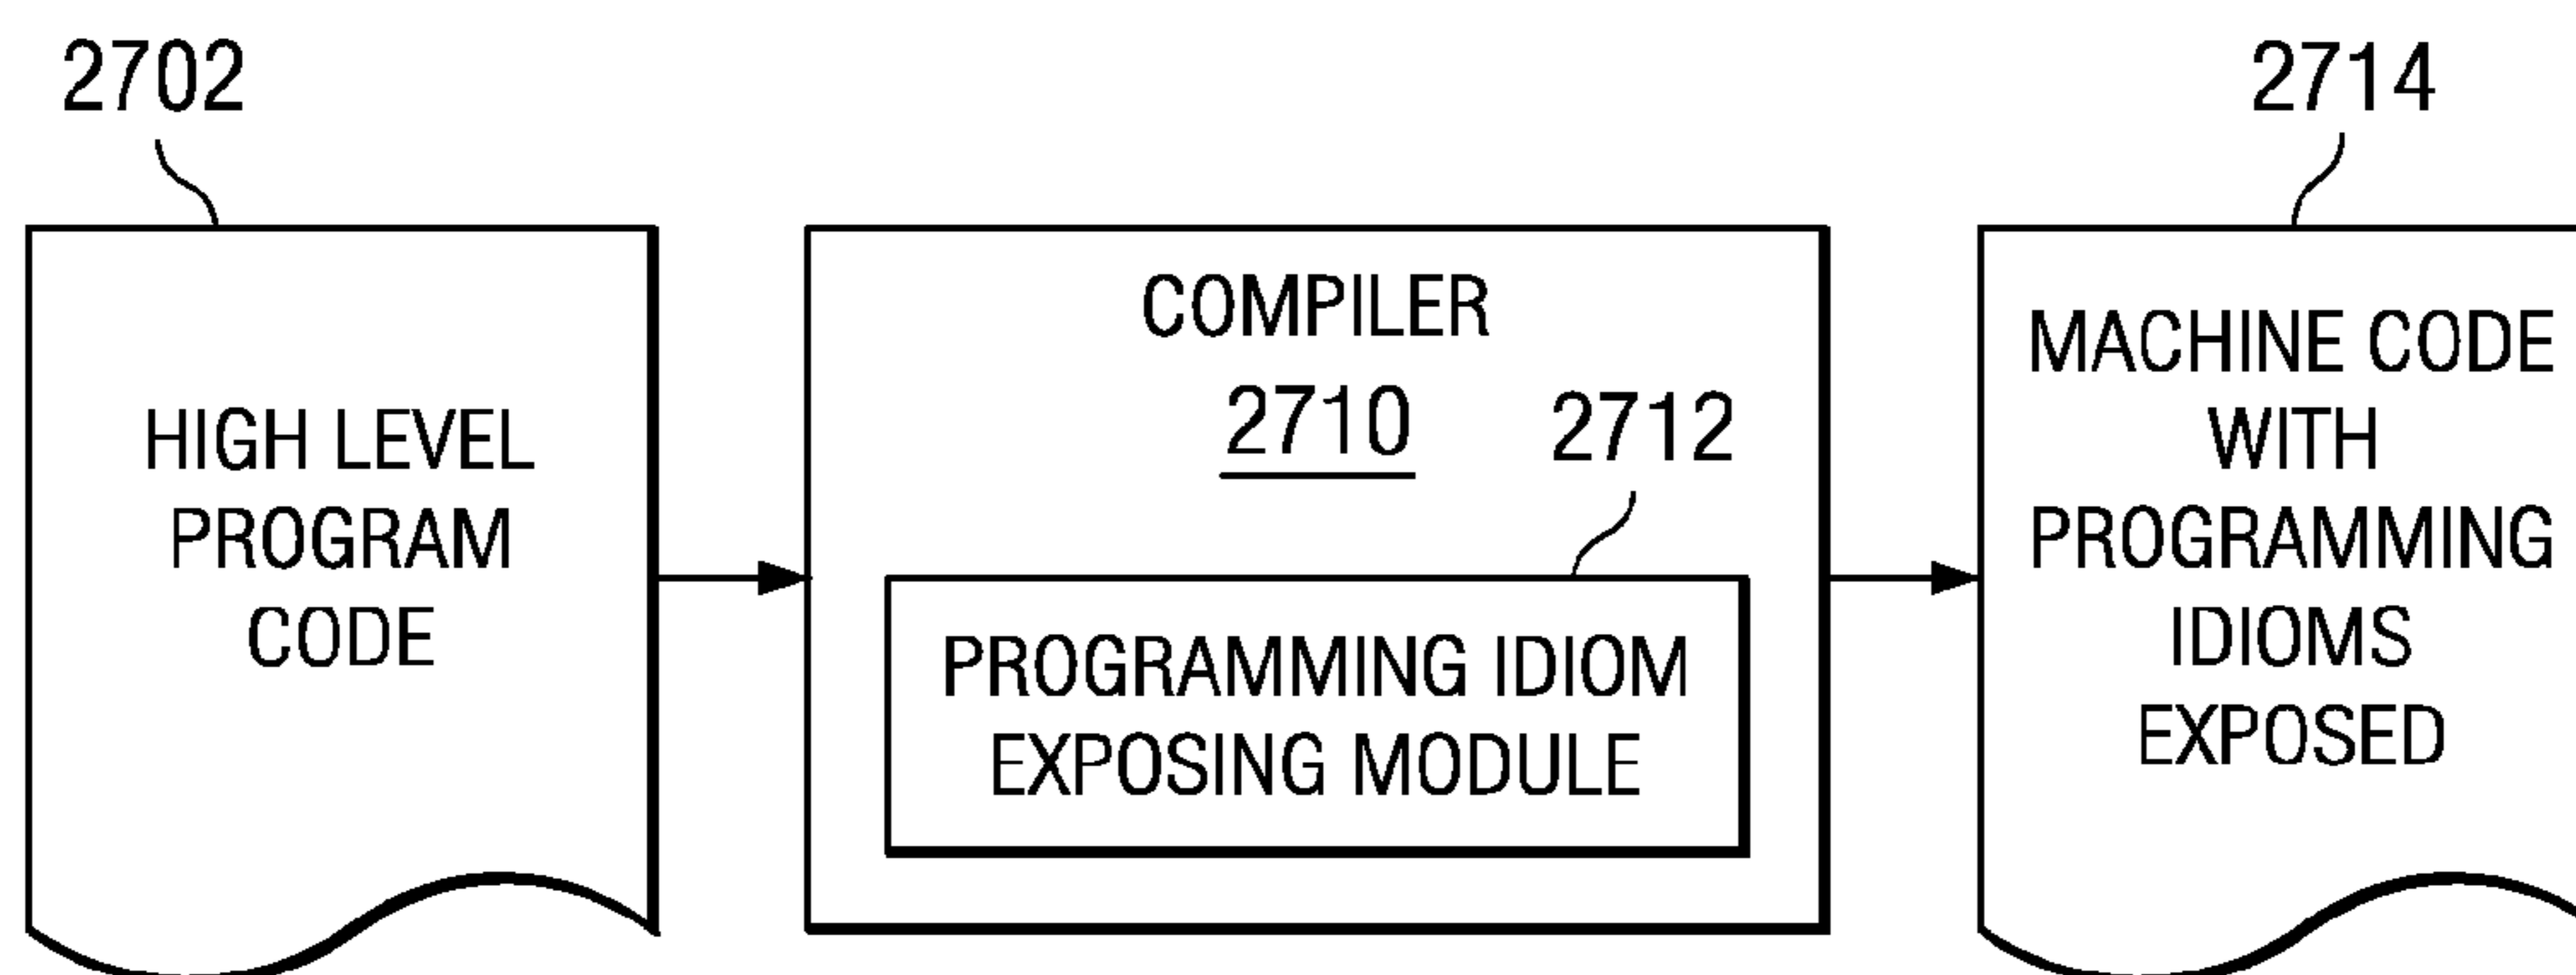 2702
HIGH LEVEL
PROGRAM
CODE
COMPILER
2710
2712
PROGRAMMING IDIOM
EXPOSING MODULE
2714
MACHINE CODE
WITH
PROGRAMMING
IDIOMS
EXPOSED